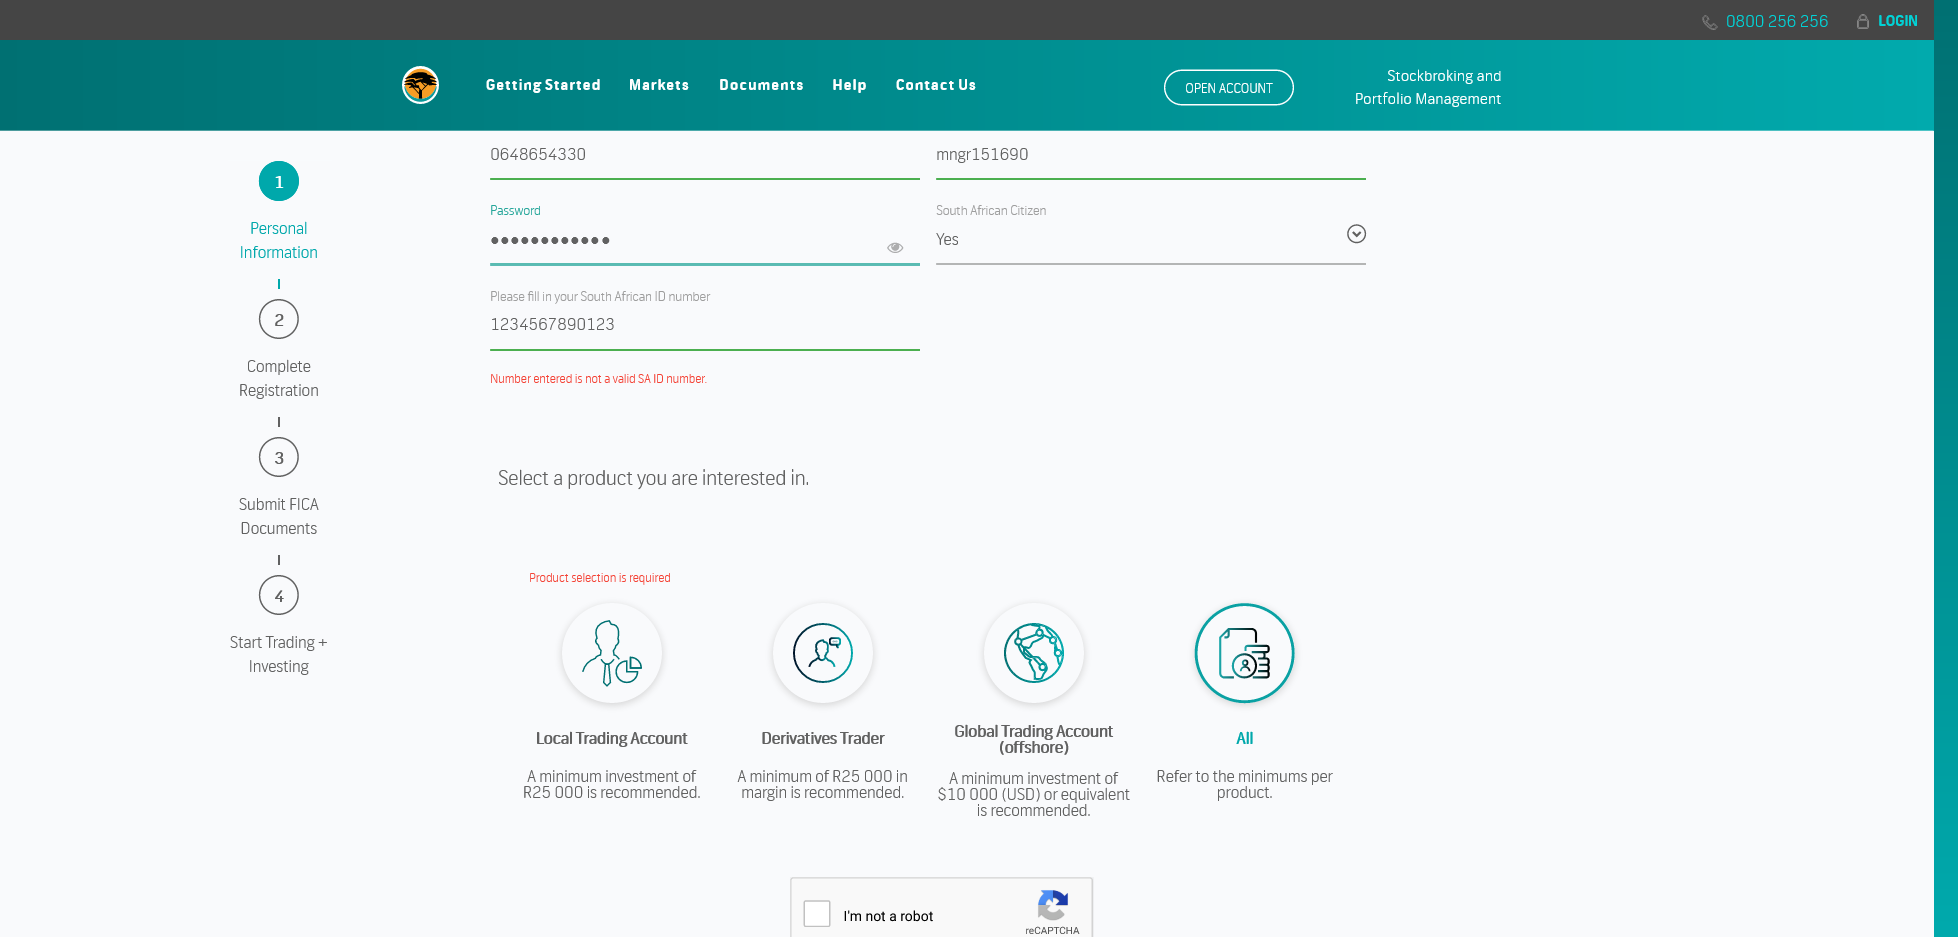 0800 256 256
LOGIN
Getting Started
Markets
Documents
Help
Contact Us
OPEN ACCOUNT
Stockbroking and
Portfolio Management
1
Personal
Information
2
Complete
Registration
3
Submit FICA
Documents
4
Start Trading +
Investing
0648654330
mngr151690
Password
●●●●●●●●●●●●
South African Citizen
Yes
Please fill in your South African ID number
1234567890123
Number entered is not a valid SA ID number.
Select a product you are interested in.
Product selection is required
Local Trading Account
A minimum investment of
R25 000 is recommended.
Derivatives Trader
A minimum of R25 000 in
margin is recommended.
Global Trading Account
(offshore)
A minimum investment of
$10 000 (USD) or equivalent
is recommended.
All
Refer to the minimums per
product.
I'm not a robot
reCAPTCHA